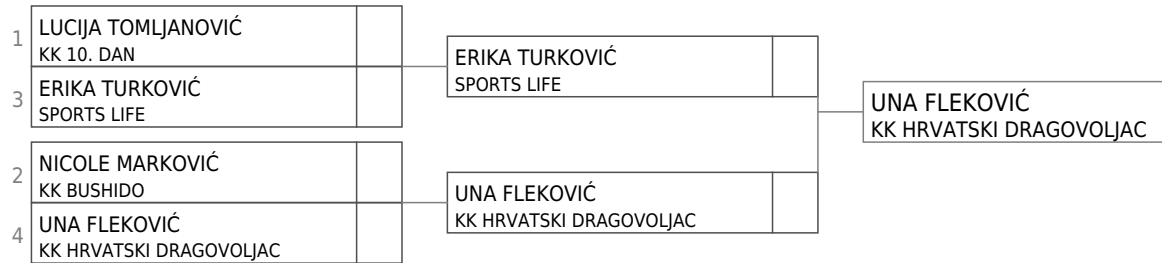 1
LUCIJA TOMLJANOVIĆ
KK 10. DAN
3
ERIKA TURKOVIĆ
SPORTS LIFE
2
NICOLE MARKOVIĆ
KK BUSHIDO
4
UNA FLEKOVIĆ
KK HRVATSKI DRAGOVOLJAC
ERIKA TURKOVIĆ
SPORTS LIFE
UNA FLEKOVIĆ
KK HRVATSKI DRAGOVOLJAC
UNA FLEKOVIĆ
KK HRVATSKI DRAGOVOLJAC